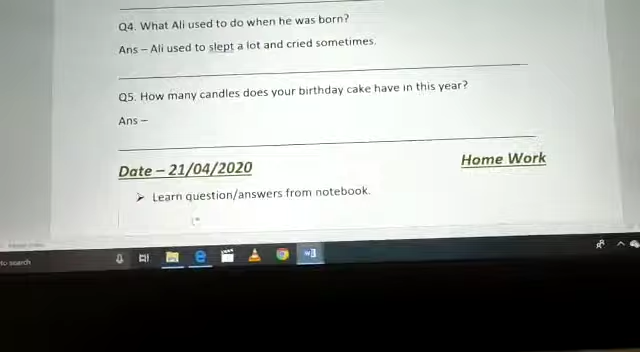 Q4. What Ali used to do when he was born?
Ans – Ali used to slept a lot and cried sometimes.
Q5. How many candles does your birthday cake have in this year?
Ans –
Date – 21/04/2020
Home Work
➤ Learn question/answers from notebook.
to search